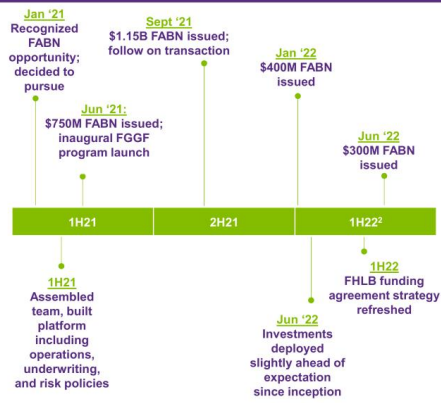 Jan ‘21
Recognized
FABN
opportunity;
decided to
pursue
Jun ‘21:
$750M FABN issued;
inaugural FGGF
program launch
Sept ‘21
$1.15B FABN issued;
follow on transaction
Jan ‘22
$400M FABN
issued
Jun ‘22
$300M FABN
issued
1H21
2H21
1H22²
1H21
Assembled
team, built
platform
including
operations,
underwriting,
and risk policies
Jun ‘22
Investments
deployed
slightly ahead of
expectation
since inception
1H22
FHLB funding
agreement strategy
refreshed